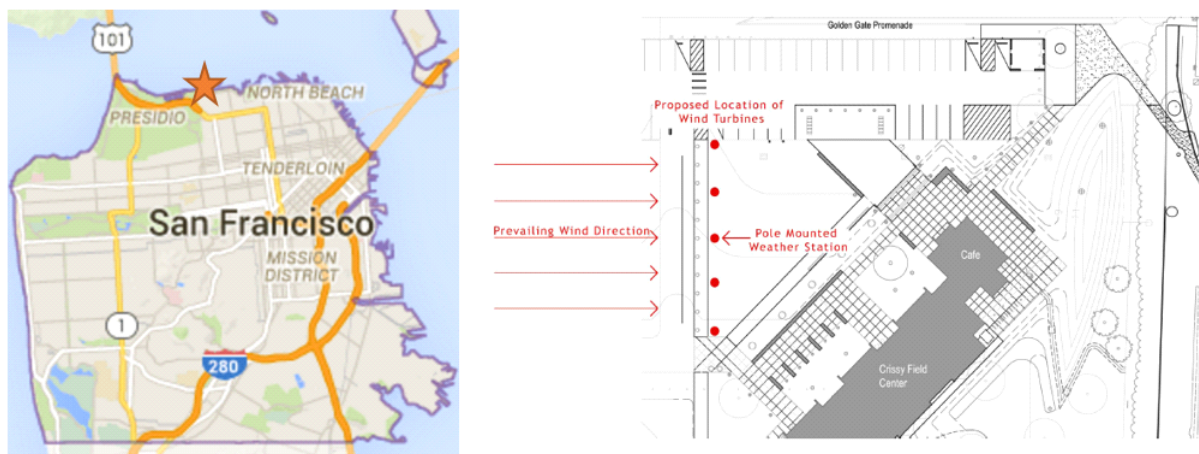 101
NORTH BEACH
PRESIDIO
TENDERLOIN
San Francisco
MISSION
DISTRICT
1
280
Golden Gate Promenade
Proposed Location of
Wind Turbines
Prevailing Wind Direction
Pole Mounted
Weather Station
Cafe
Crissy Field
Center